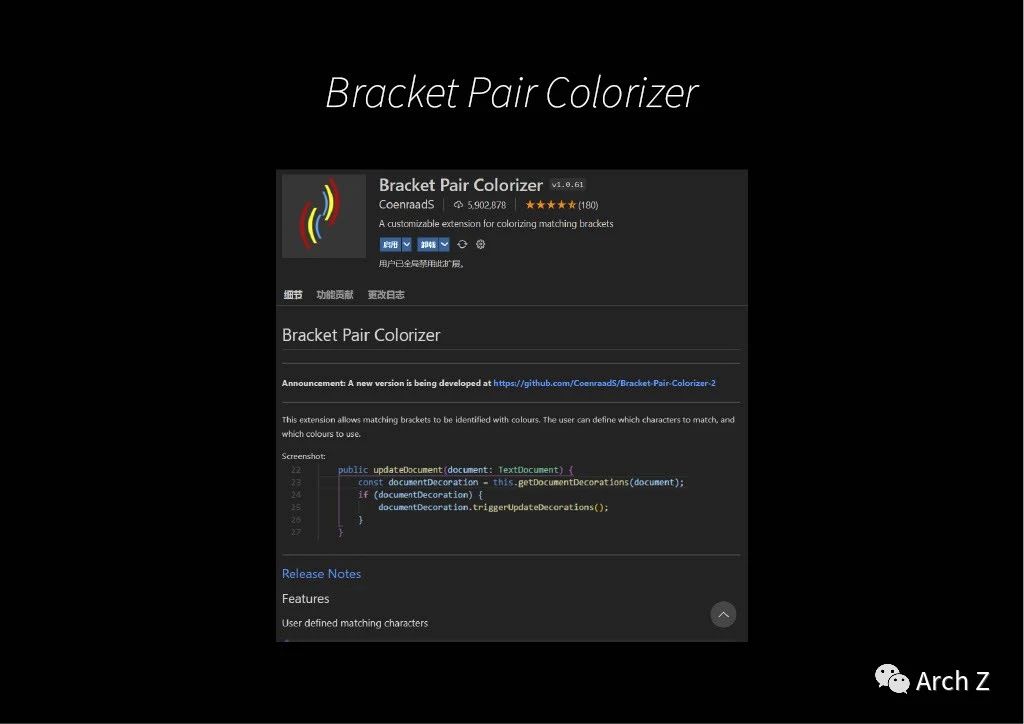 Bracket Pair Colorizer
Bracket Pair Colorizer v1.0.61
CoenraadS 5,902,878 ★★★★⯨(180)
A customizable extension for colorizing matching brackets
启用 卸载
用户已全局禁用此扩展。
细节 功能贡献 更改日志
Bracket Pair Colorizer
Announcement: A new version is being developed at https://github.com/CoenraadS/Bracket-Pair-Colorizer-2
This extension allows matching brackets to be identified with colours. The user can define which characters to match, and
which colours to use.
Screenshot:
22 public updateDocument(document: TextDocument) {
23 const documentDecoration = this.getDocumentDecorations(document);
24 if (documentDecoration) {
25 documentDecoration.triggerUpdateDecorations();
26 }
27 }
Release Notes
Features
User defined matching characters
Arch Z